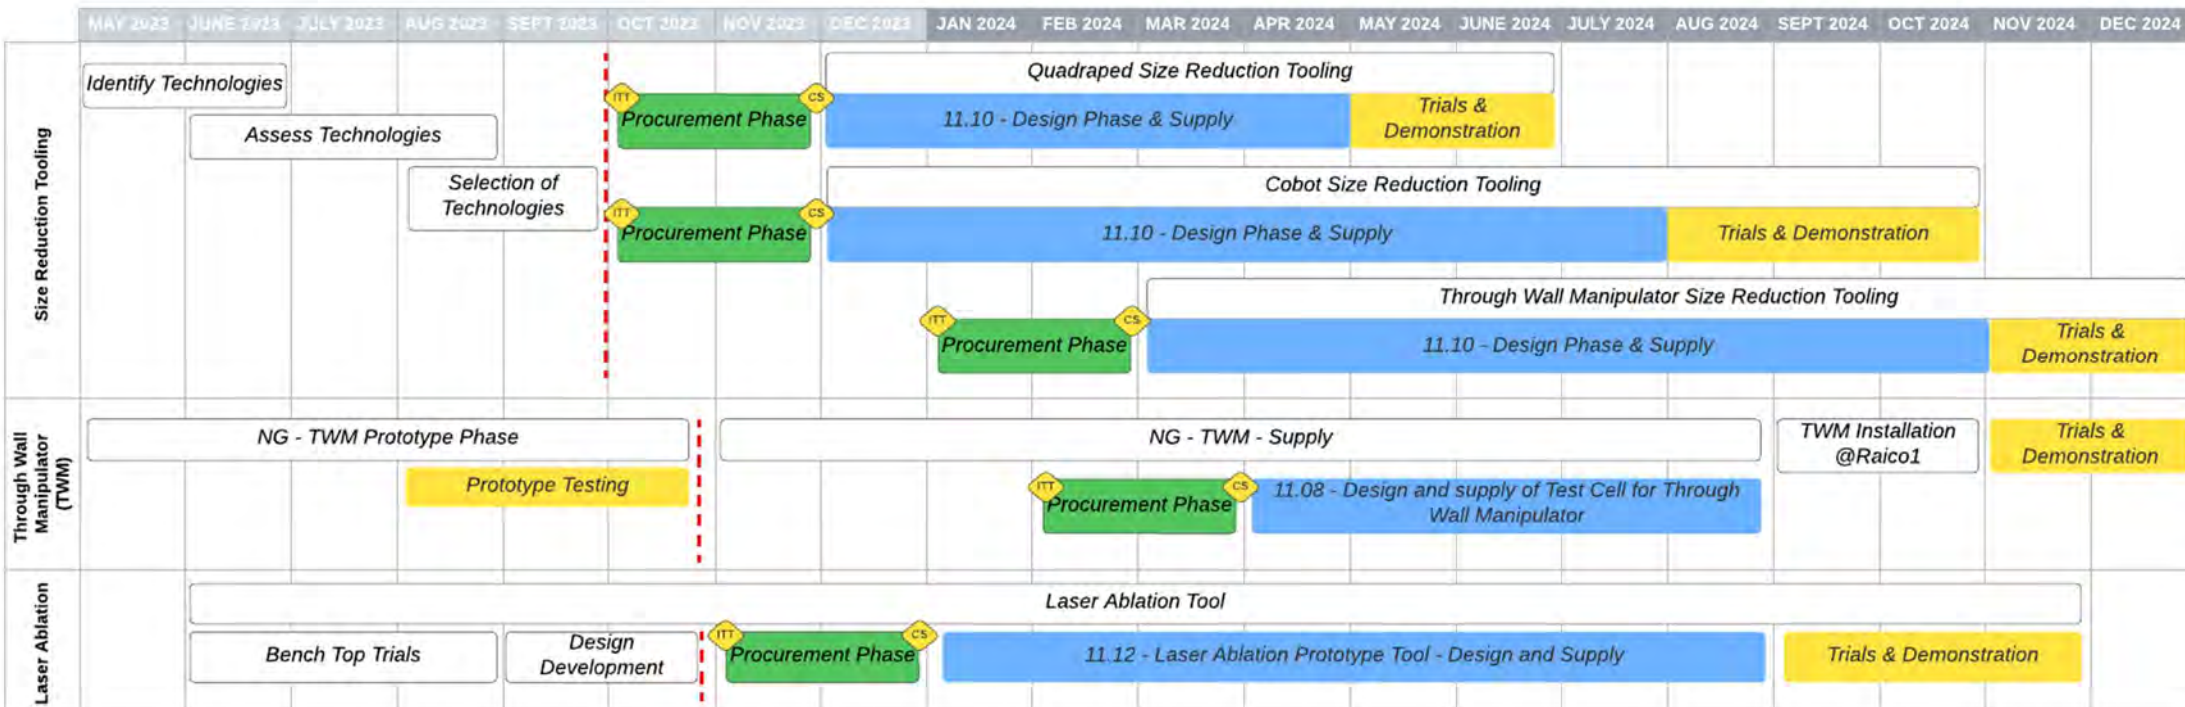 MAY 2023 JUNE 2023 JULY 2023 AUG 2023 SEPT 2023 OCT 2023 NOV 2023 DEC 2023 JAN 2024 FEB 2024 MAR 2024 APR 2024 MAY 2024 JUNE 2024 JULY 2024 AUG 2024 SEPT 2024 OCT 2024 NOV 2024 DEC 2024
Size Reduction Tooling
Identify Technologies
Assess Technologies
Selection of
Technologies
Quadraped Size Reduction Tooling
ITT
Procurement Phase
CS
11.10 - Design Phase & Supply
Trials &
Demonstration
Cobot Size Reduction Tooling
ITT
Procurement Phase
CS
11.10 - Design Phase & Supply
Trials & Demonstration
Through Wall Manipulator Size Reduction Tooling
ITT
Procurement Phase
CS
11.10 - Design Phase & Supply
Trials &
Demonstration
Through Wall
Manipulator
(TWM)
NG - TWM Prototype Phase
Prototype Testing
NG - TWM - Supply
ITT
Procurement Phase
CS
11.08 - Design and supply of Test Cell for Through
Wall Manipulator
TWM Installation
@Raico1
Trials &
Demonstration
Laser Ablation
Laser Ablation Tool
Bench Top Trials
Design
Development
ITT
Procurement Phase
CS
11.12 - Laser Ablation Prototype Tool - Design and Supply
Trials & Demonstration